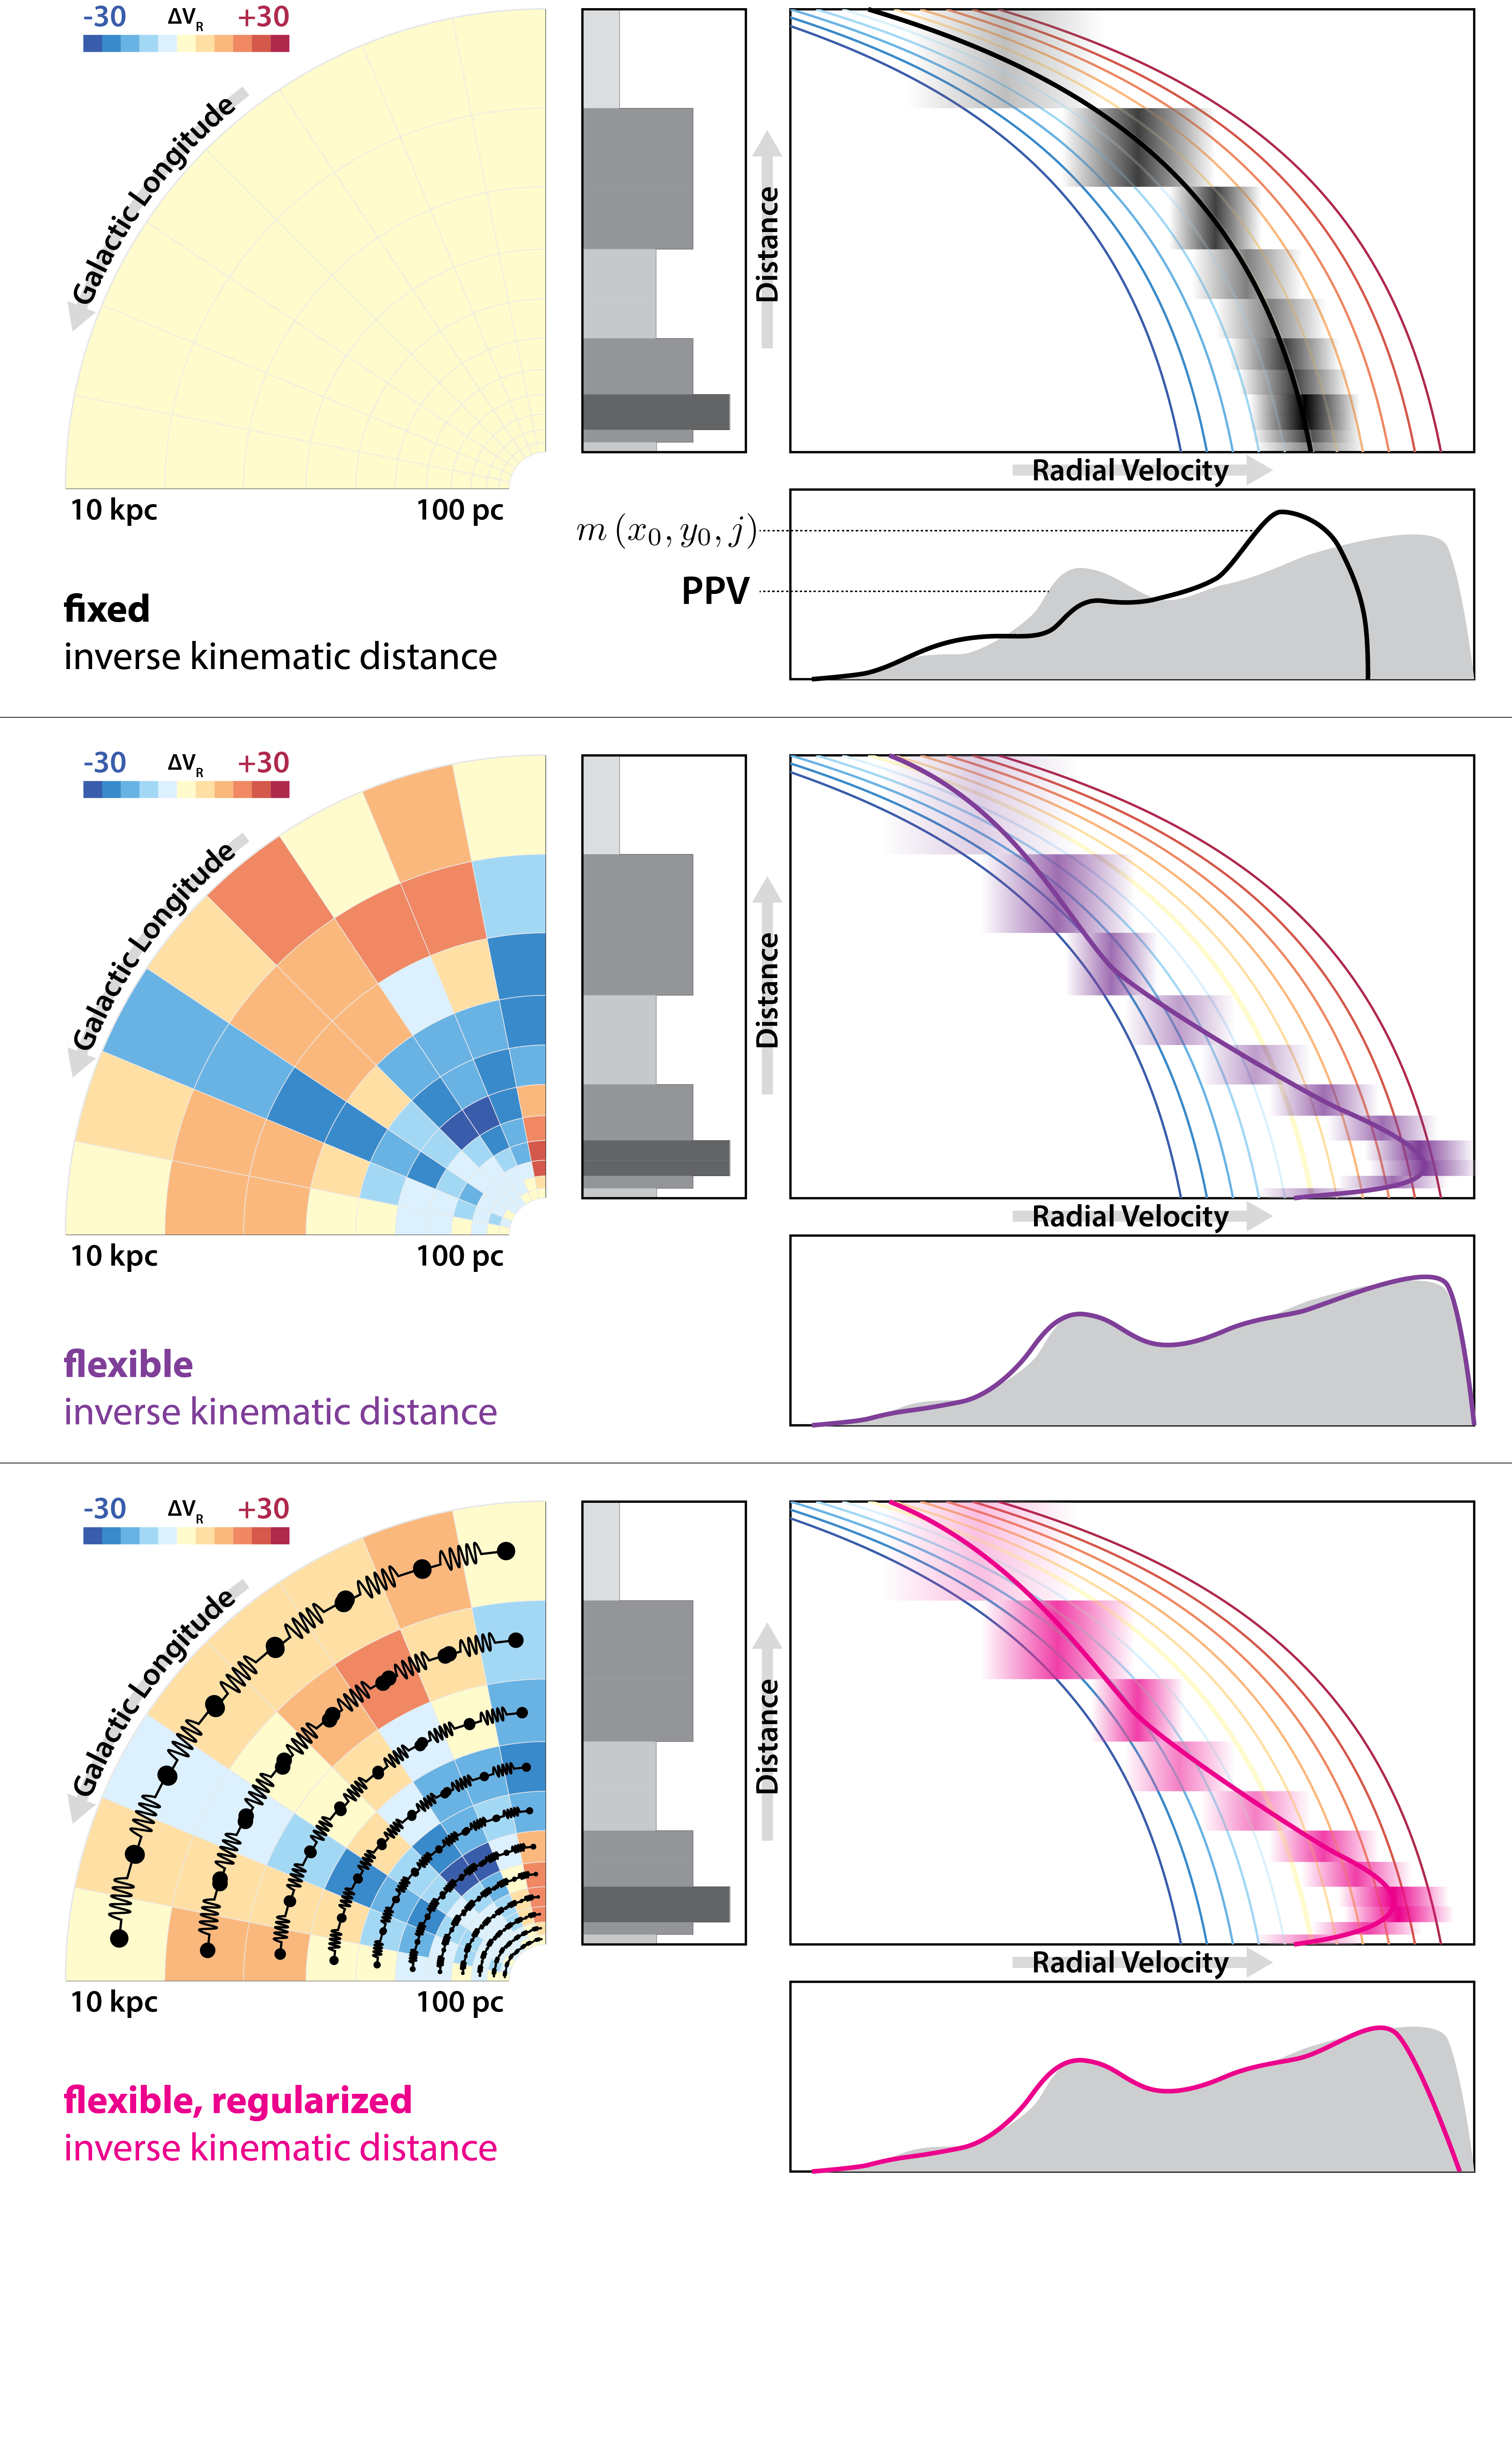 -30 ΔV_R +30
Galactic Longitude
10 kpc 100 pc
Distance
Radial Velocity
m (x₀, y₀, j)
PPV
fixed
inverse kinematic distance
-30 ΔV_R +30
Galactic Longitude
10 kpc 100 pc
Distance
Radial Velocity
flexible
inverse kinematic distance
-30 ΔV_R +30
Galactic Longitude
10 kpc 100 pc
Distance
Radial Velocity
flexible, regularized
inverse kinematic distance